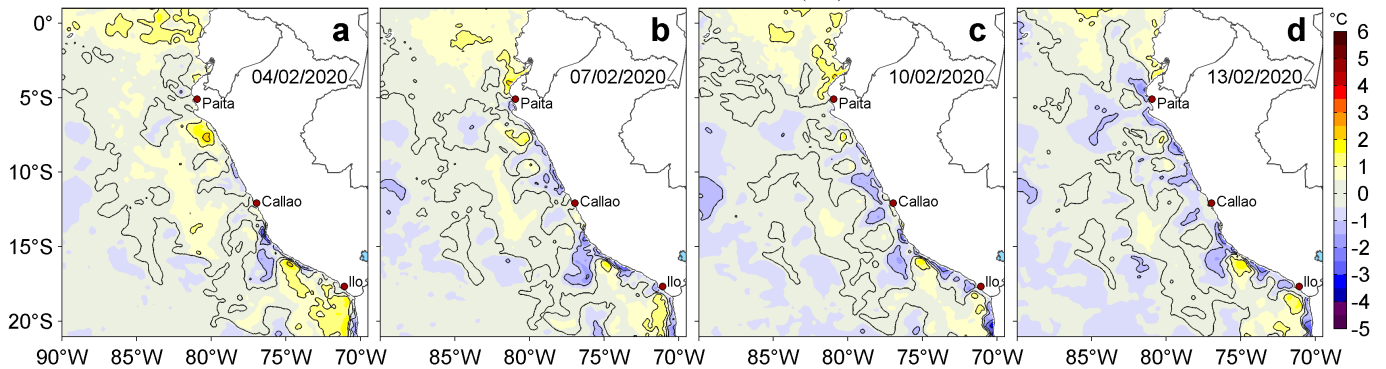 a
b
c
d
°C
04/02/2020
07/02/2020
10/02/2020
13/02/2020
0°
5°S
10°S
15°S
20°S
Paita
Callao
Ilo
Paita
Callao
Ilo
Paita
Callao
Ilo
Paita
Callao
Ilo
90°W
85°W
80°W
75°W
70°W
85°W
80°W
75°W
70°W
85°W
80°W
75°W
70°W
85°W
80°W
75°W
70°W
6
5
4
3
2
1
0
-1
-2
-3
-4
-5